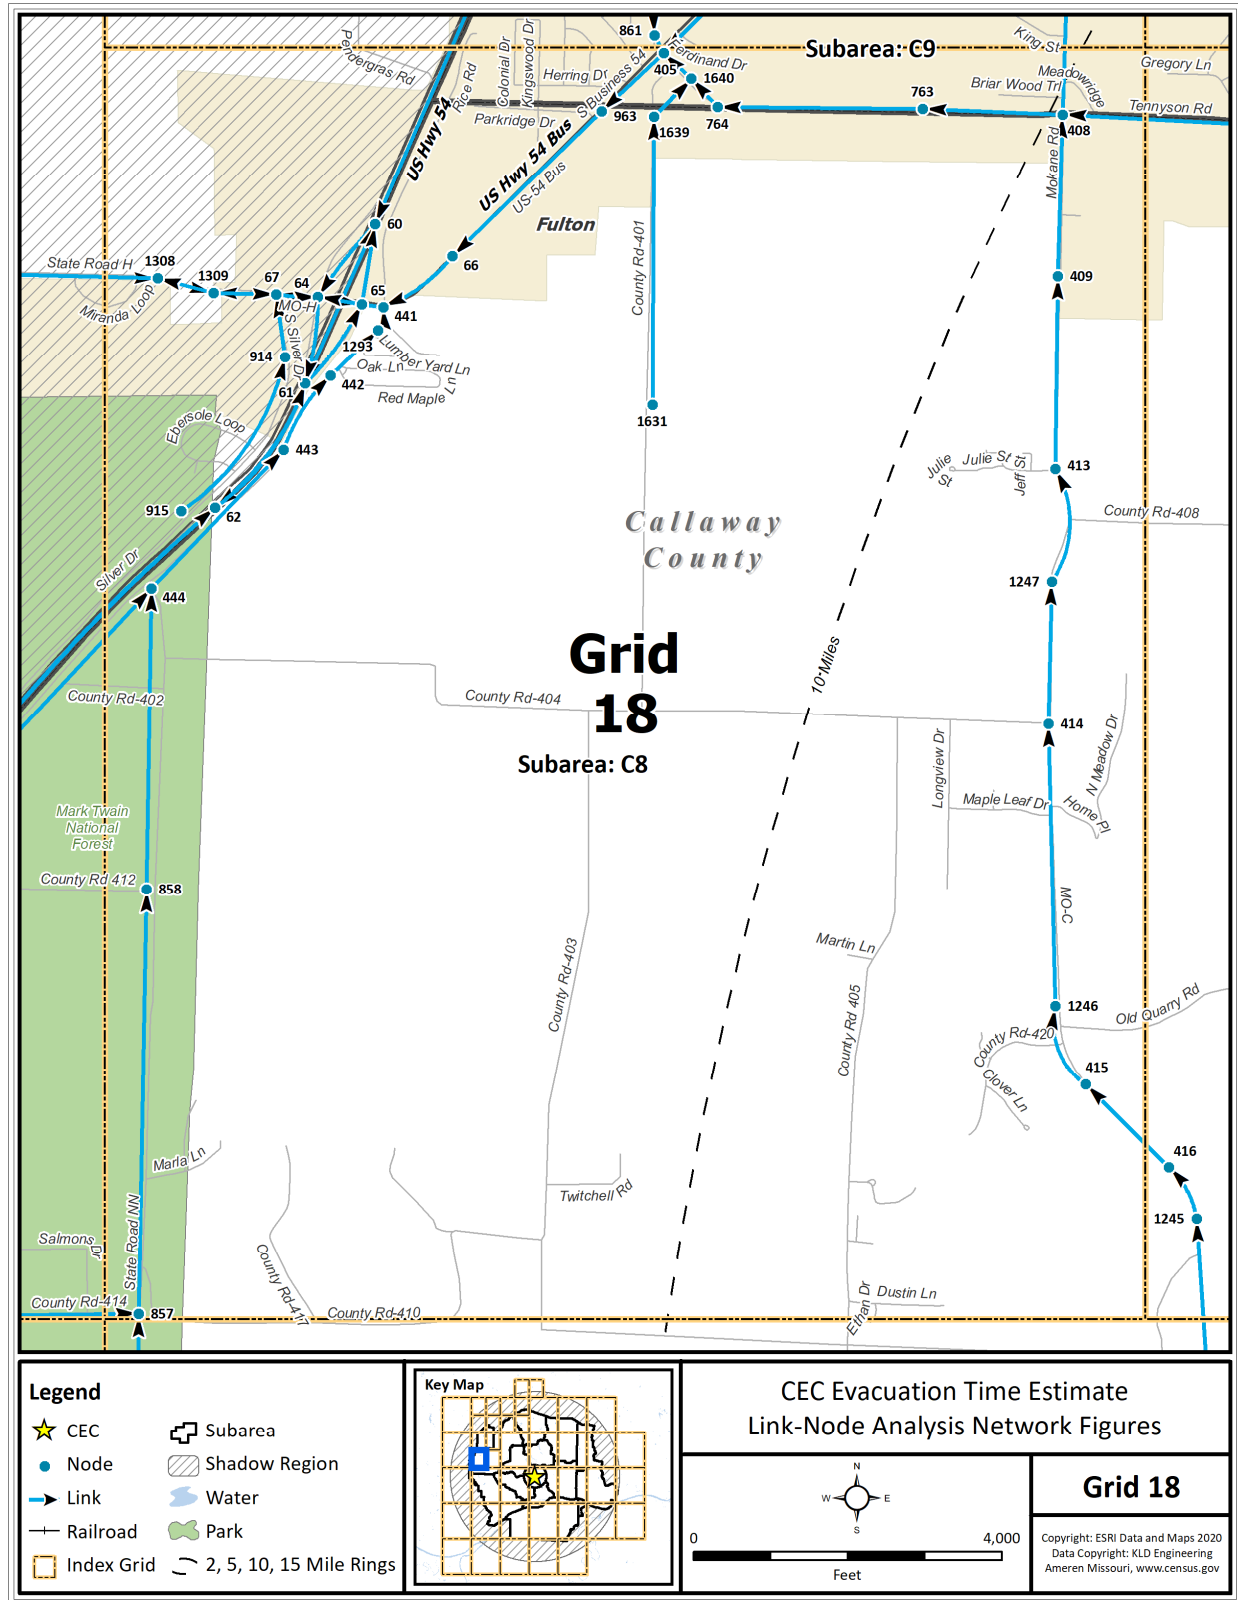 861
Subarea: C9
King St
Gregory Ln
Pendergras Rd
Rice Rd
Colonial Dr
Kingswood Dr
Herring Dr
S Business 54
405
Ferdinand Dr
1640
Meadowridge
Briar Wood Trl
763
Tennyson Rd
Parkridge Dr
963
1639
764
408
US Hwy 54
US Hwy 54 Bus
US-54 Bus
Mokane Rd
Fulton
60
66
County Rd-401
State Road H
1308
1309
67
64
65
441
409
Miranda Loop
MO-H
S Silver Dr
914
1293
Lumber Yard Ln
Oak Ln
61
442
Red Maple Ln
1631
Ebersole Loop
443
Julie St
Julie St
Jeff St
413
915
62
County Rd-408
Callaway
County
Silver Dr
444
1247
Grid
18
10 Miles
County Rd-402
County Rd-404
414
Subarea: C8
Longview Dr
N Meadow Dr
Maple Leaf Dr
Home Pl
Mark Twain
National
Forest
County Rd 412
858
MO-C
Martin Ln
County Rd-403
County Rd 405
1246
Old Quarry Rd
County Rd-420
415
Clover Ln
416
Marla Ln
Twitchell Rd
1245
State Road NN
Salmons Dr
County Rd-417
County Rd-414
857
County Rd-410
Ethan Dr
Dustin Ln
Legend
CEC
Subarea
Node
Shadow Region
Link
Water
Railroad
Park
Index Grid
2, 5, 10, 15 Mile Rings
Key Map
CEC Evacuation Time Estimate
Link-Node Analysis Network Figures
N
W
E
S
0
4,000
Feet
Grid 18
Copyright: ESRI Data and Maps 2020
Data Copyright: KLD Engineering
Ameren Missouri, www.census.gov